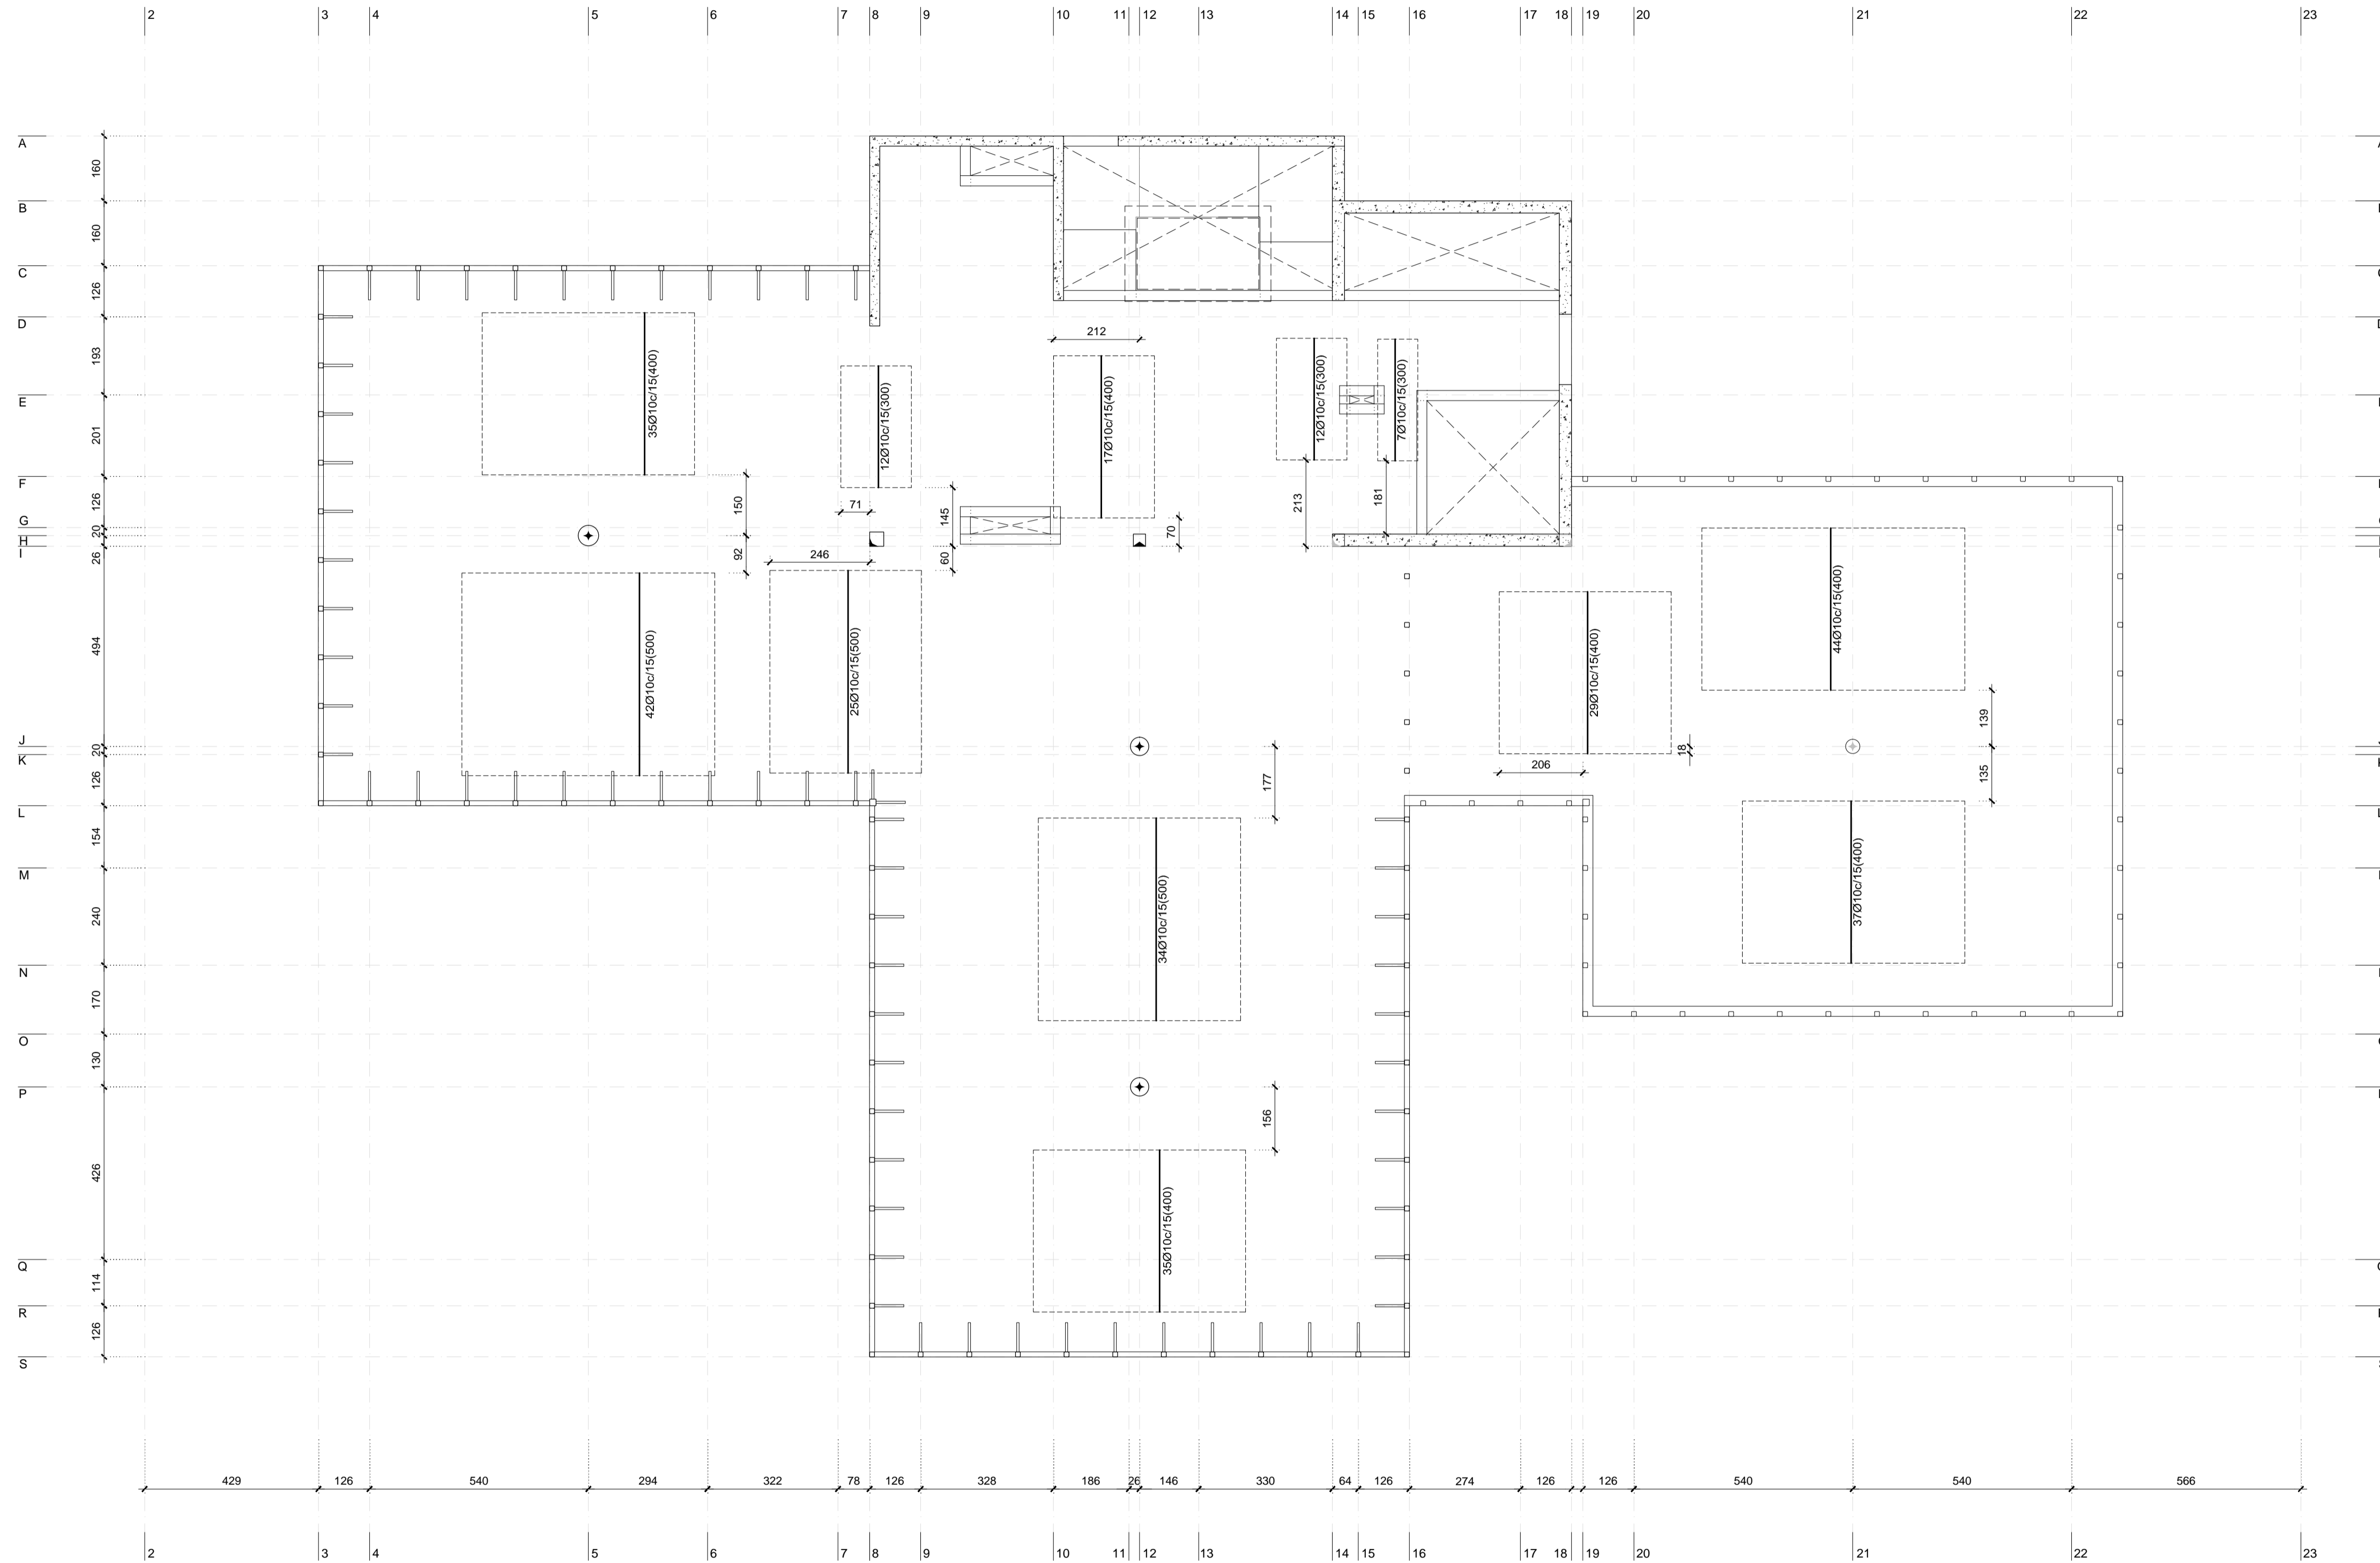 2 3 4 5 6 7 8 9 10 11 12 13 14 15 16 17 18 19 20 21 22 23
A
160
B
160
C
126
D
193
E
201
F
126
G
20
H
26
I
494
J
20
K
126
L
154
M
240
N
170
O
130
P
426
Q
114
R
126
S
35Ø10c/15(400)
12Ø10c/15(300)
212
17Ø10c/15(400)
12Ø10c/15(300)
7Ø10c/15(300)
150
71
145
70
213
181
92
246
60
42Ø10c/15(500)
25Ø10c/15(500)
29Ø10c/15(400)
44Ø10c/15(400)
18
206
139
135
177
34Ø10c/15(500)
37Ø10c/15(400)
156
35Ø10c/15(400)
429 126 540 294 322 78 126 328 186 26 146 330 64 126 274 126 126 540 540 566
2 3 4 5 6 7 8 9 10 11 12 13 14 15 16 17 18 19 20 21 22 23